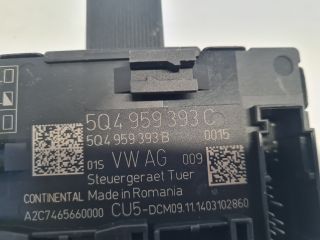 5Q4 959 393 C
5Q4 959 393 B 0015
01S VW AG 009
Steuergeraet Tuer
CONTINENTAL Made in Romania
A2C7465660000 CU5-DCM09.11.1403102860